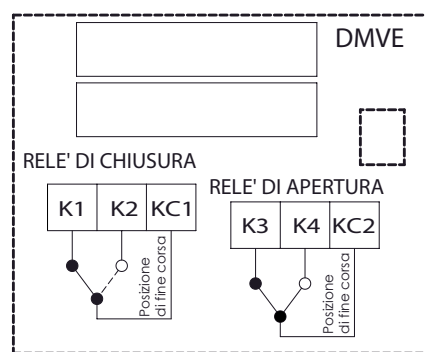 DMVE
RELE' DI CHIUSURA
K1 K2 KC1
Posizione
di fine corsa
RELE' DI APERTURA
K3 K4 KC2
Posizione
di fine corsa